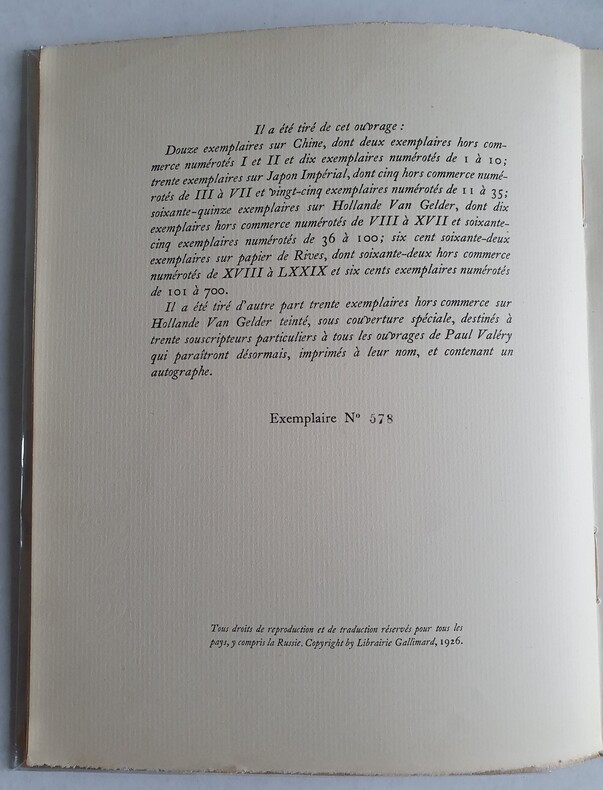 Il a été tiré de cet ouvrage :
Douze exemplaires sur Chine, dont deux exemplaires hors com-
merce numérotés I et II et dix exemplaires numérotés de 1 à 10;
trente exemplaires sur Japon Impérial, dont cinq hors commerce numé-
rotés de III à VII et vingt-cinq exemplaires numérotés de 11 à 35;
soixante-quinze exemplaires sur Hollande Van Gelder, dont dix
exemplaires hors commerce numérotés de VIII à XVII et soixante-
cinq exemplaires numérotés de 36 à 100; six cent soixante-deux
exemplaires sur papier de Rives, dont soixante-deux hors commerce
numérotés de XVIII à LXXIX et six cents exemplaires numérotés
de 101 à 700.
Il a été tiré d'autre part trente exemplaires hors commerce sur
Hollande Van Gelder teinté, sous couverture spéciale, destinés à
trente souscripteurs particuliers à tous les ouvrages de Paul Valéry
qui paraîtront désormais, imprimés à leur nom, et contenant un
autographe.
Exemplaire Nº 578
Tous droits de reproduction et de traduction réservés pour tous les
pays, y compris la Russie. Copyright by Librairie Gallimard, 1926.